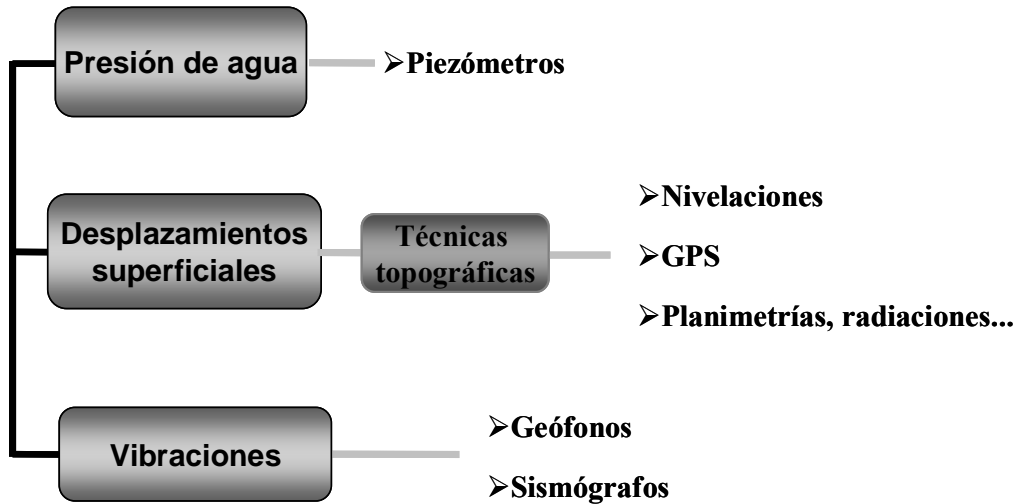 Presión de agua
➢Piezómetros
Desplazamientos
superficiales
Técnicas
topográficas
➢Nivelaciones
➢GPS
➢Planimetrías, radiaciones...
Vibraciones
➢Geófonos
➢Sismógrafos